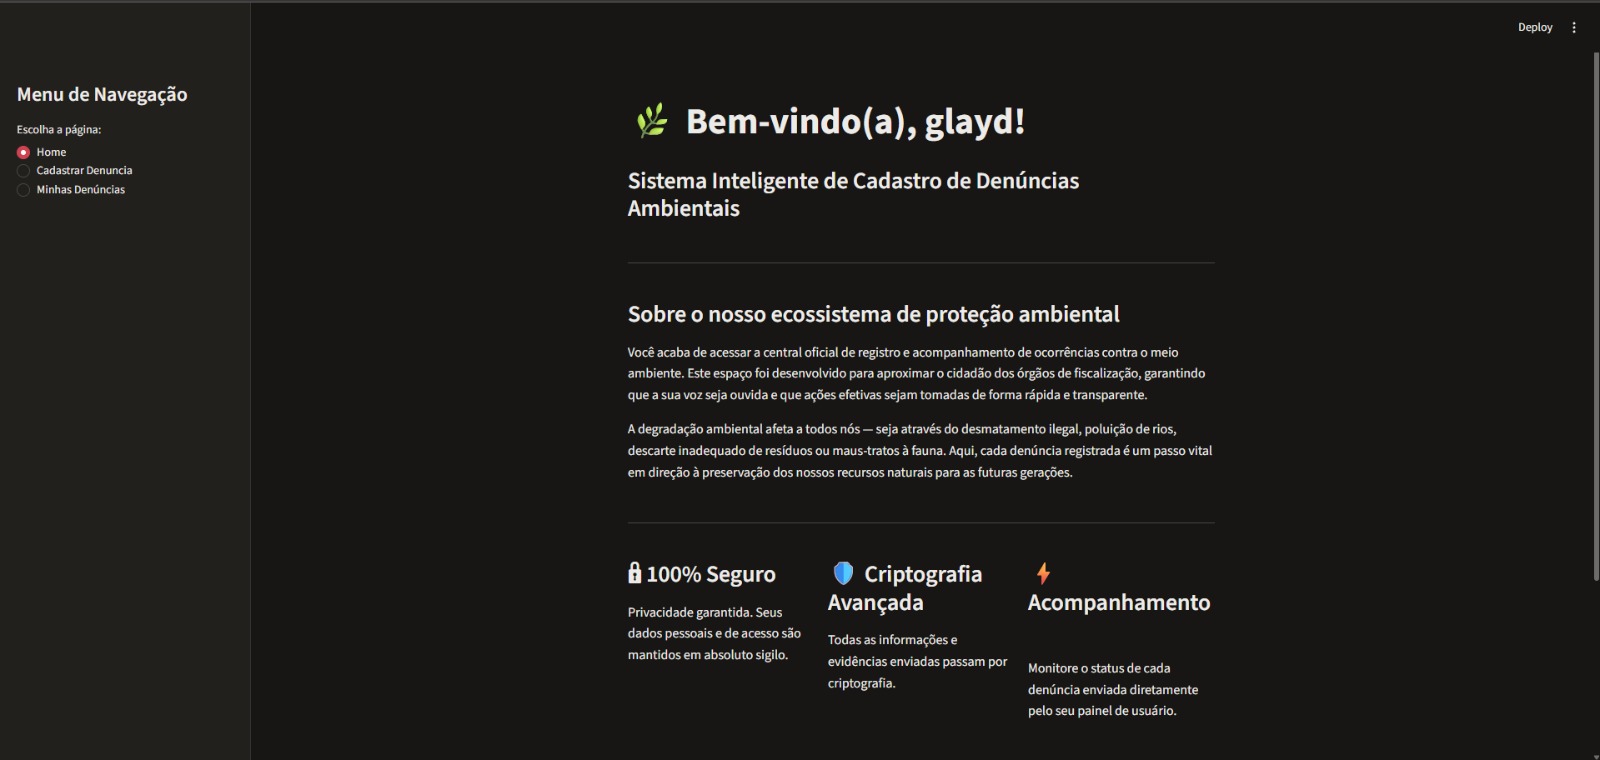 Deploy
Menu de Navegação
Escolha a página:
Home
Cadastrar Denuncia
Minhas Denúncias
Bem-vindo(a), glayd!
Sistema Inteligente de Cadastro de Denúncias
Ambientais
Sobre o nosso ecossistema de proteção ambiental
Você acaba de acessar a central oficial de registro e acompanhamento de ocorrências contra o meio
ambiente. Este espaço foi desenvolvido para aproximar o cidadão dos órgãos de fiscalização, garantindo
que a sua voz seja ouvida e que ações efetivas sejam tomadas de forma rápida e transparente.
A degradação ambiental afeta a todos nós — seja através do desmatamento ilegal, poluição de rios,
descarte inadequado de resíduos ou maus-tratos à fauna. Aqui, cada denúncia registrada é um passo vital
em direção à preservação dos nossos recursos naturais para as futuras gerações.
100% Seguro
Privacidade garantida. Seus
dados pessoais e de acesso são
mantidos em absoluto sigilo.
Criptografia
Avançada
Todas as informações e
evidências enviadas passam por
criptografia.
Acompanhamento
Monitore o status de cada
denúncia enviada diretamente
pelo seu painel de usuário.